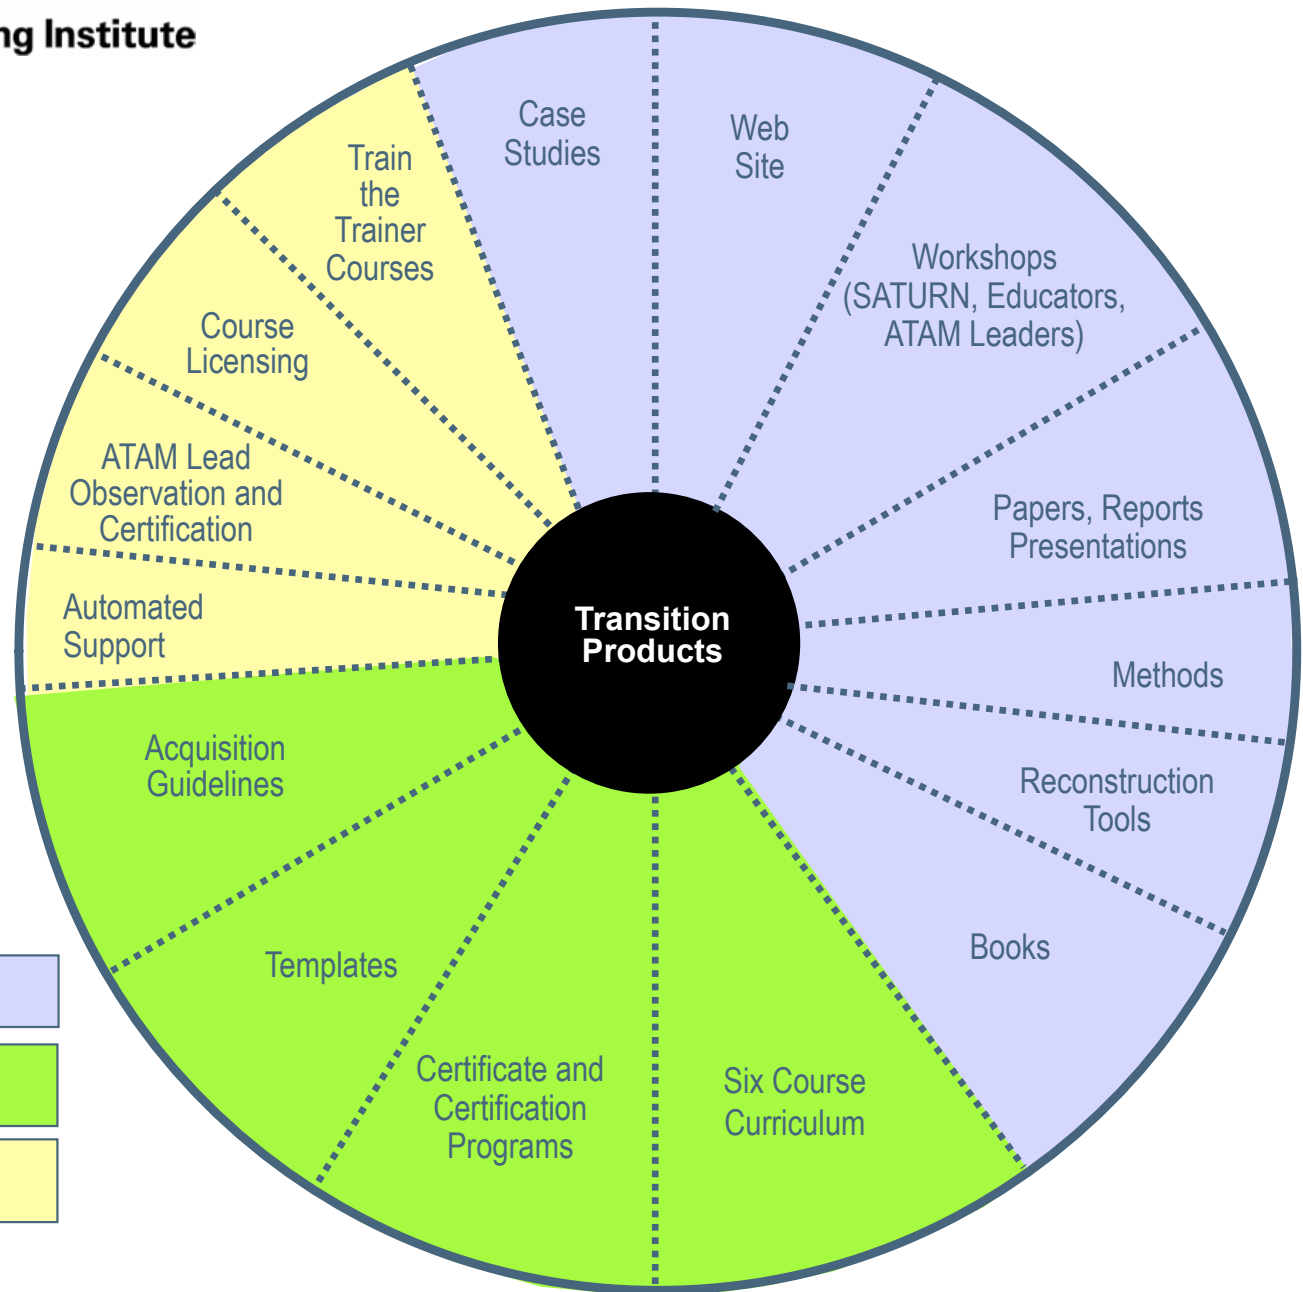 ng Institute
Case
Studies
Web
Site
Workshops
(SATURN, Educators,
ATAM Leaders)
Papers, Reports
Presentations
Methods
Reconstruction
Tools
Books
Six Course
Curriculum
Certificate and
Certification
Programs
Templates
Acquisition
Guidelines
Automated
Support
ATAM Lead
Observation and
Certification
Course
Licensing
Train
the
Trainer
Courses
Transition
Products